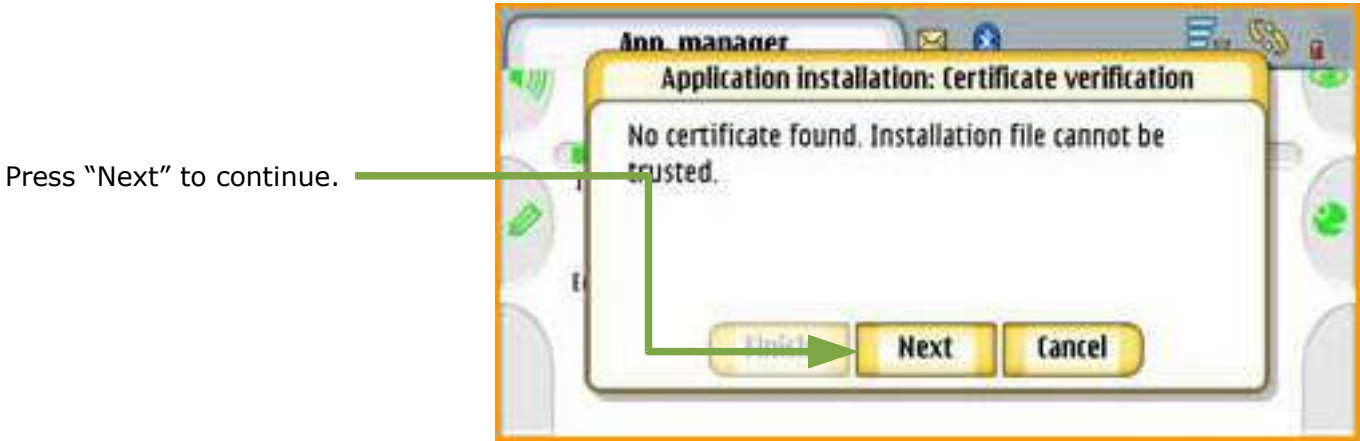 App. manager
Application installation: Certificate verification
No certificate found. Installation file cannot be
trusted.
Press “Next” to continue.
Finish Next Cancel